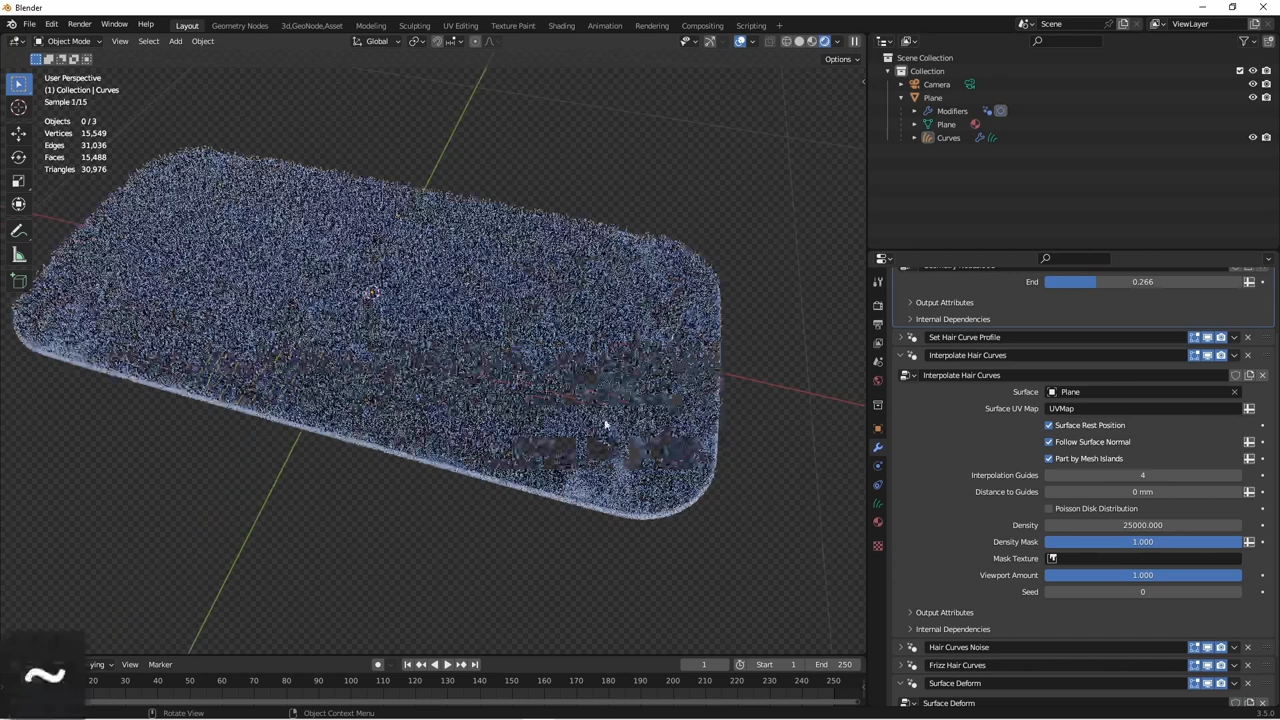 Blender
File Edit Render Window Help Layout Geometry Nodes 3d,GeoNode,Asset Modeling Sculpting UV Editing Texture Paint Shading Animation Rendering Compositing Scripting Scene ViewLayer
Object Mode View Select Add Object Global
Options
User Perspective
(1) Collection | Curves
Sample 1/15
Objects 0 / 3
Vertices 15,549
Edges 31,036
Faces 15,488
Triangles 30,976
Scene Collection
Collection
Camera
Plane
Modifiers
Plane
Curves
End 0.266
Output Attributes
Internal Dependencies
Set Hair Curve Profile
Interpolate Hair Curves
Interpolate Hair Curves
Surface Plane
Surface UV Map UVMap
Surface Rest Position
Follow Surface Normal
Part by Mesh Islands
Interpolation Guides 4
Distance to Guides 0 mm
Poisson Disk Distribution
Density 25000.000
Density Mask 1.000
Mask Texture
Viewport Amount 1.000
Seed 0
Output Attributes
Internal Dependencies
Hair Curves Noise
Frizz Hair Curves
Surface Deform
Surface Deform
~
ying View Marker 1 Start 1 End 250
20 30 40 50 60 70 80 90 100 110 120 130 140 150 160 170 180 190 200 210 220 230 240 250
Rotate View Object Context Menu 3.5.0